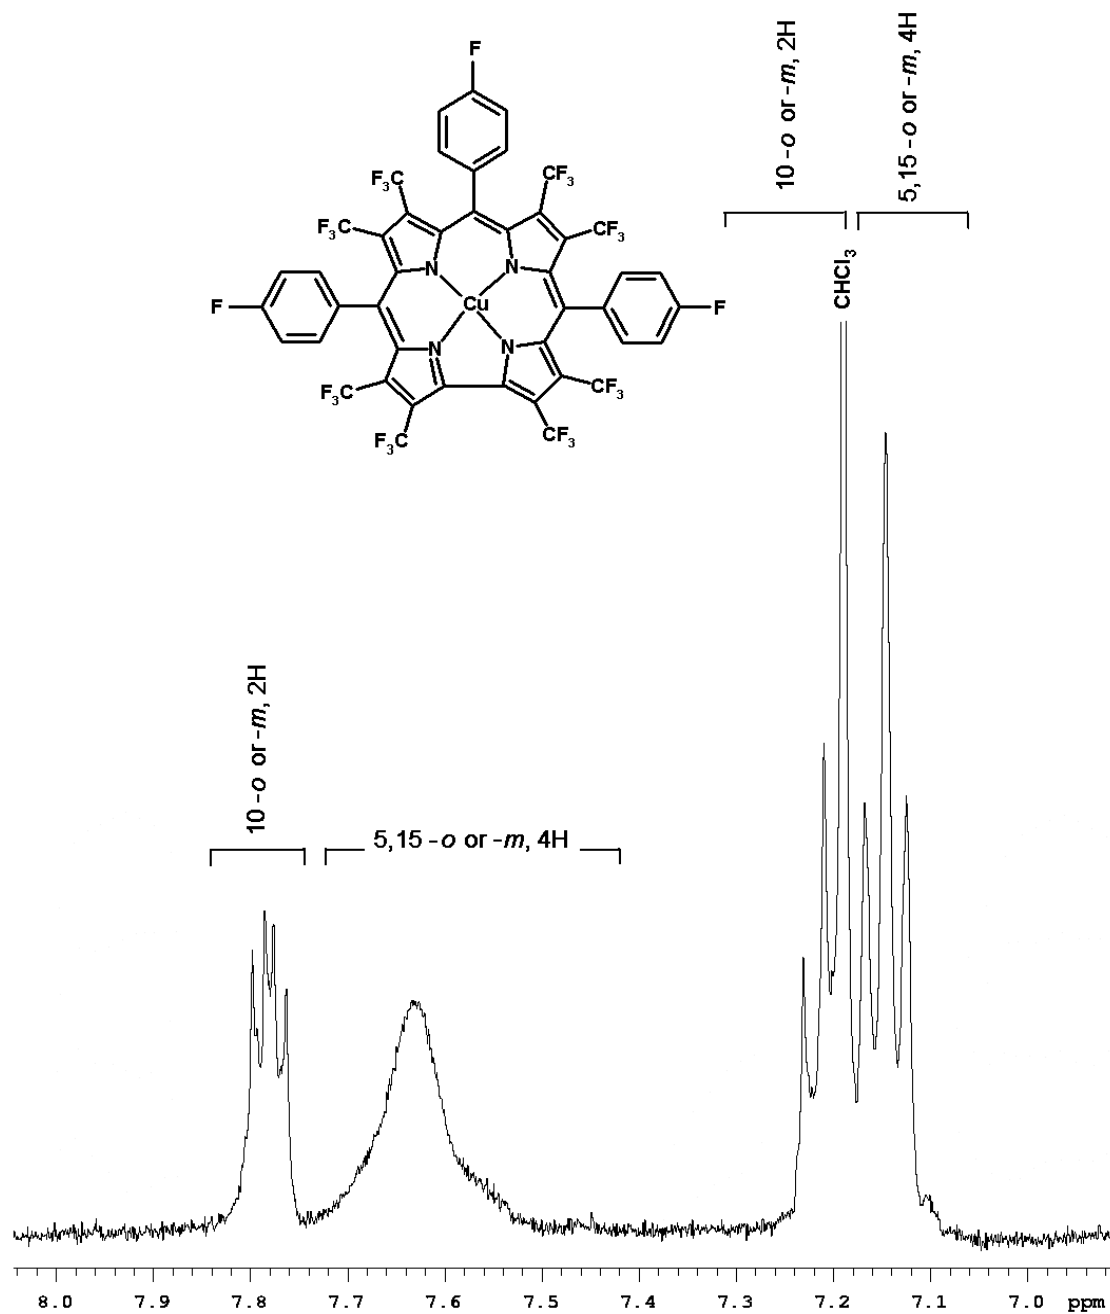 10 -o or -m, 2H
5,15 -o or -m, 4H
F
F₃C
CF₃
F₃C
CF₃
N
N
F
Cu
F
N
N
F₃C
CF₃
F₃C
CF₃
CHCl₃
10 -o or -m, 2H
5,15 -o or -m, 4H
8.0 7.9 7.8 7.7 7.6 7.5 7.4 7.3 7.2 7.1 7.0 ppm